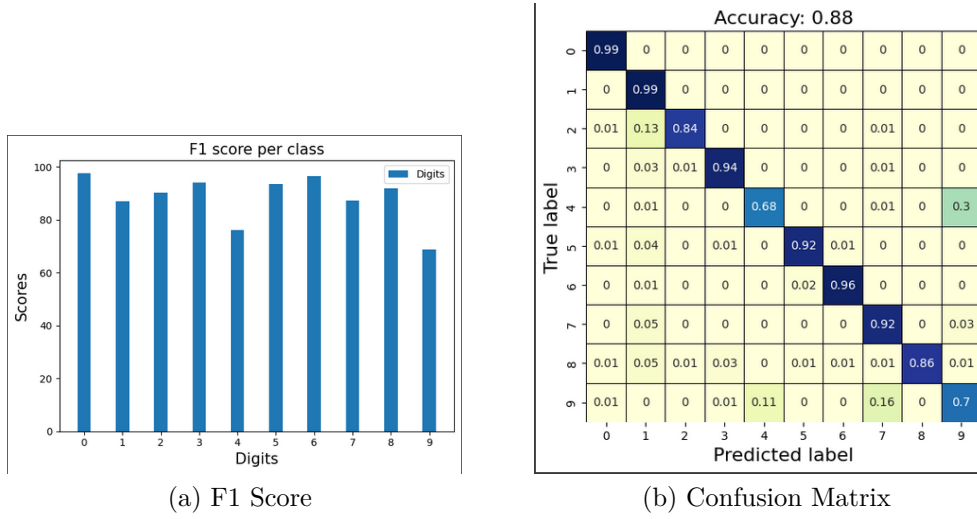 F1 score per class
Digits
100
80
60
40
20
0
Scores
0 1 2 3 4 5 6 7 8 9
Digits
(a) F1 Score
Accuracy: 0.88
True label
0 0.99 0 0 0 0 0 0 0 0 0
1 0 0.99 0 0 0 0 0 0 0 0
2 0.01 0.13 0.84 0 0 0 0 0.01 0 0
3 0 0.03 0.01 0.94 0 0 0 0.01 0 0
4 0 0.01 0 0 0.68 0 0 0.01 0 0.3
5 0.01 0.04 0 0.01 0 0.92 0.01 0 0 0
6 0 0.01 0 0 0 0.02 0.96 0 0 0
7 0 0.05 0 0 0 0 0 0.92 0 0.03
8 0.01 0.05 0.01 0.03 0 0.01 0.01 0.01 0.86 0.01
9 0.01 0 0 0.01 0.11 0 0 0.16 0 0.7
0 1 2 3 4 5 6 7 8 9
Predicted label
(b) Confusion Matrix